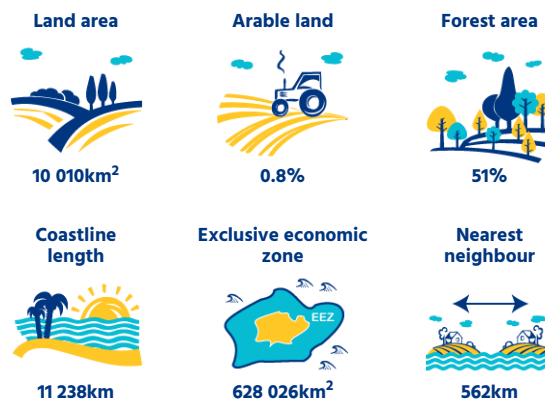 Land area
Arable land
Forest area
10 010km²
0.8%
51%
Coastline
length
Exclusive economic
zone
Nearest
neighbour
EEZ
11 238km
628 026km²
562km